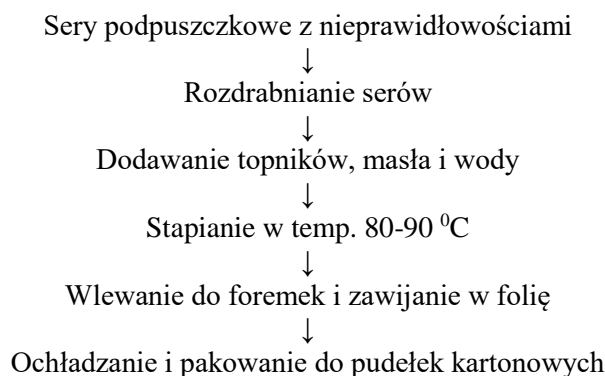 Sery podpuszczkowe z nieprawidłowościami
↓
Rozdrabnianie serów
↓
Dodawanie topników, masła i wody
↓
Stapianie w temp. 80-90 ⁰C
↓
Wlewanie do foremek i zawijanie w folię
↓
Ochładzanie i pakowanie do pudełek kartonowych